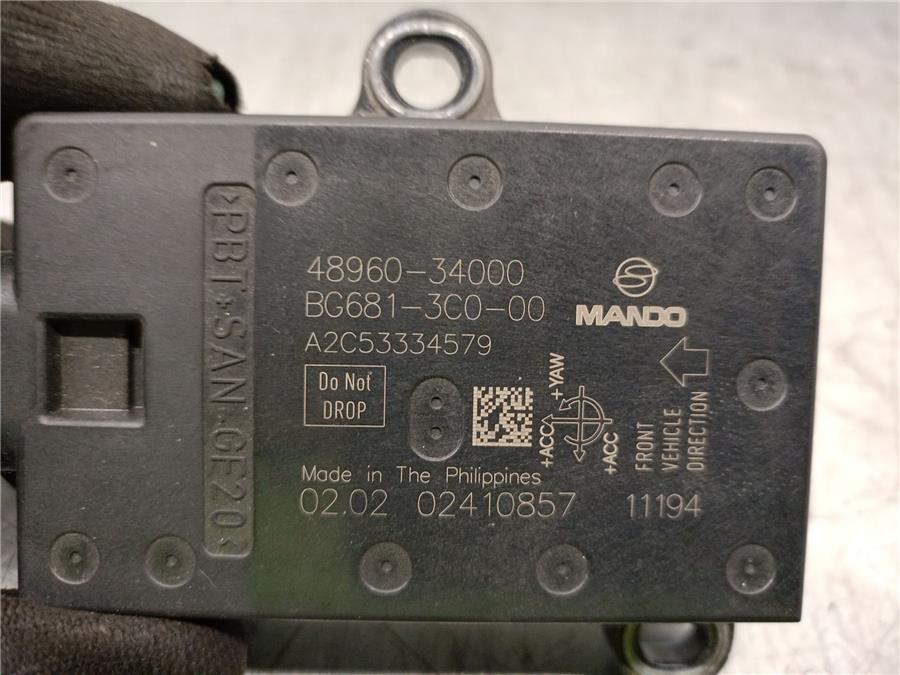 48960-34000
BG681-3C0-00
A2C53334579
MANDO
Do Not
DROP
+YAW
+ACC
+ACC
FRONT
VEHICLE
DIRECTION
Made in The Philippines
02.02 02410857 11194
>PBT+SAN.GF20<